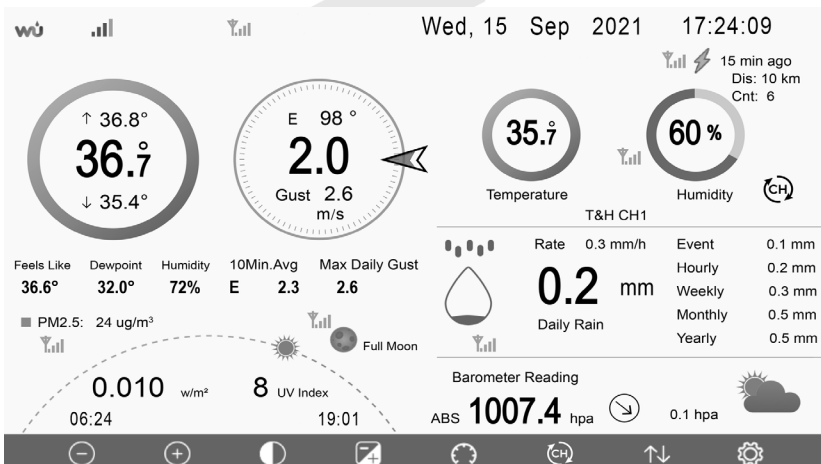 wu
Wed, 15 Sep 2021 17:24:09
15 min ago
Dis: 10 km
Cnt: 6
↑ 36.8°
36.7°
↓ 35.4°
E 98 °
2.0
Gust 2.6
m/s
35.7°
Temperature
60 %
Humidity
CH
T&H CH1
Feels Like Dewpoint Humidity 10Min.Avg Max Daily Gust
36.6° 32.0° 72% E 2.3 2.6
PM2.5: 24 ug/m³
Full Moon
0.010 w/m² 8 UV Index
06:24 19:01
Rate 0.3 mm/h
0.2 mm
Daily Rain
Event 0.1 mm
Hourly 0.2 mm
Weekly 0.3 mm
Monthly 0.5 mm
Yearly 0.5 mm
Barometer Reading
ABS 1007.4 hpa 0.1 hpa
CH